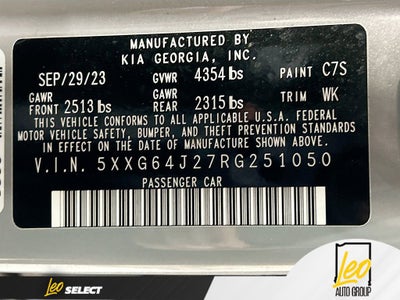 MANUFACTURED BY
KIA GEORGIA, INC.
SEP/29/23 GVWR 4354 lbs PAINT C7S
GAWR FRONT 2513 lbs GAWR REAR 2315 lbs TRIM WK
THIS VEHICLE CONFORMS TO ALL APPLICABLE U.S.A. FEDERAL
MOTOR VEHICLE SAFETY, BUMPER, AND THEFT PREVENTION
STANDARDS IN EFFECT ON THE DATE OF MANUFACTURE SHOWN ABOVE.
V.I.N. 5XXG64J27RG251050
PASSENGER CAR
Leo SELECT
Leo
AUTO GROUP